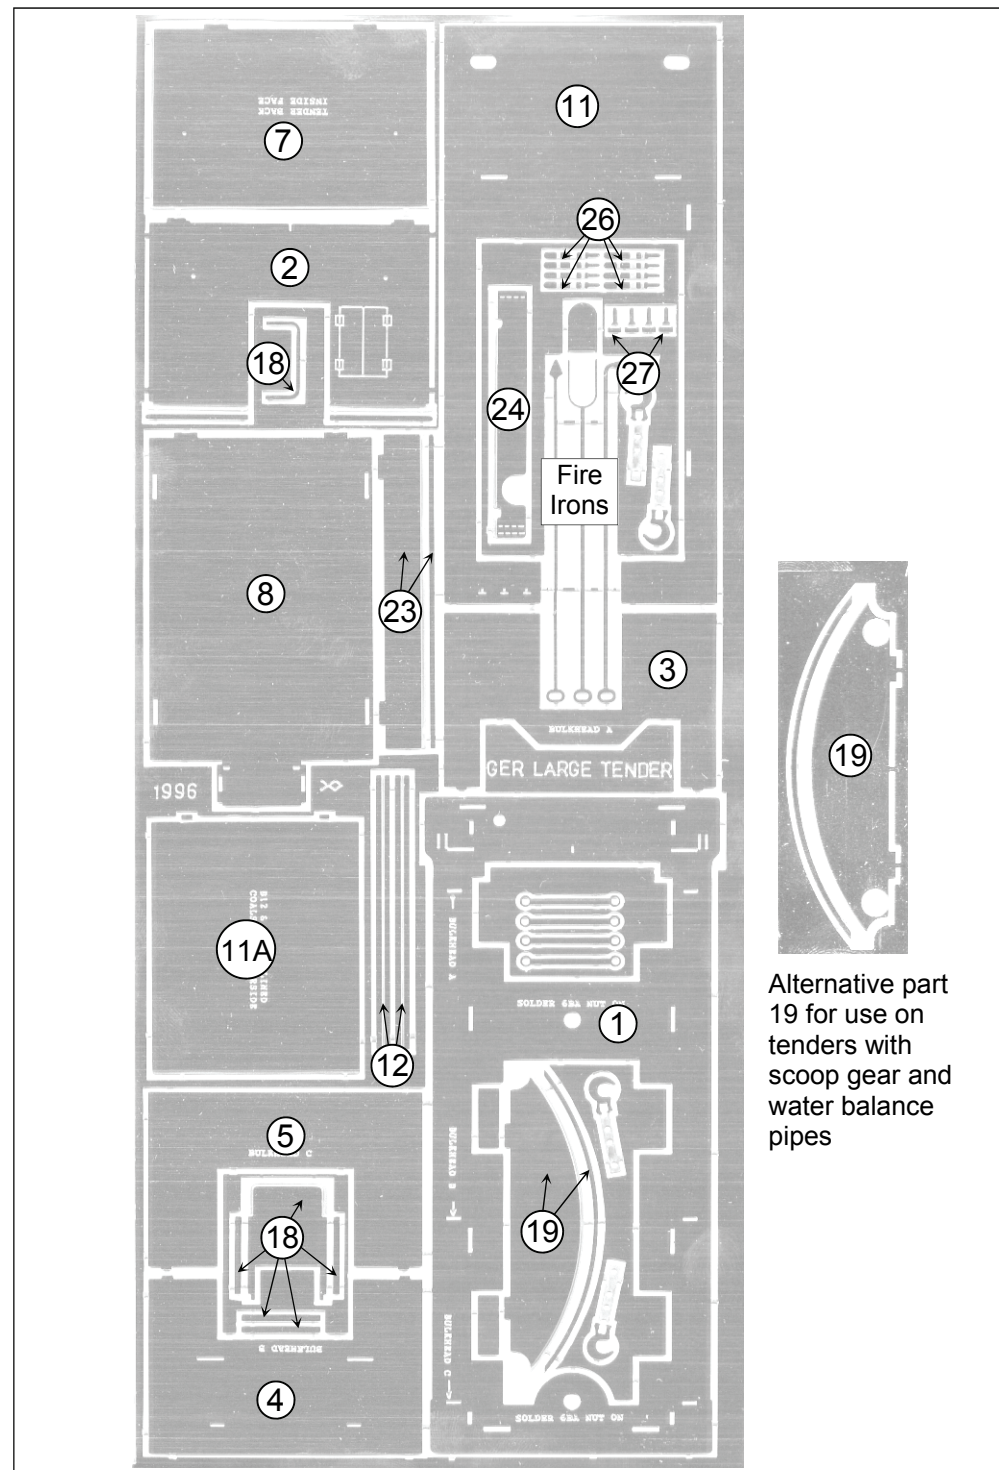 TENDER BACK
INSIDE FACE
7
11
26
2
18
27
24
Fire
Irons
8
23
3
BULKHEAD A
GER LARGE TENDER
1996
19
11A
BULKHEAD A
SOLDER 6BA NUT ON
1
12
Alternative part
19 for use on
tenders with
scoop gear and
water balance
pipes
5
BULKHEAD C
BULKHEAD B
18
19
BULKHEAD B
BULKHEAD C
4
SOLDER 6BA NUT ON